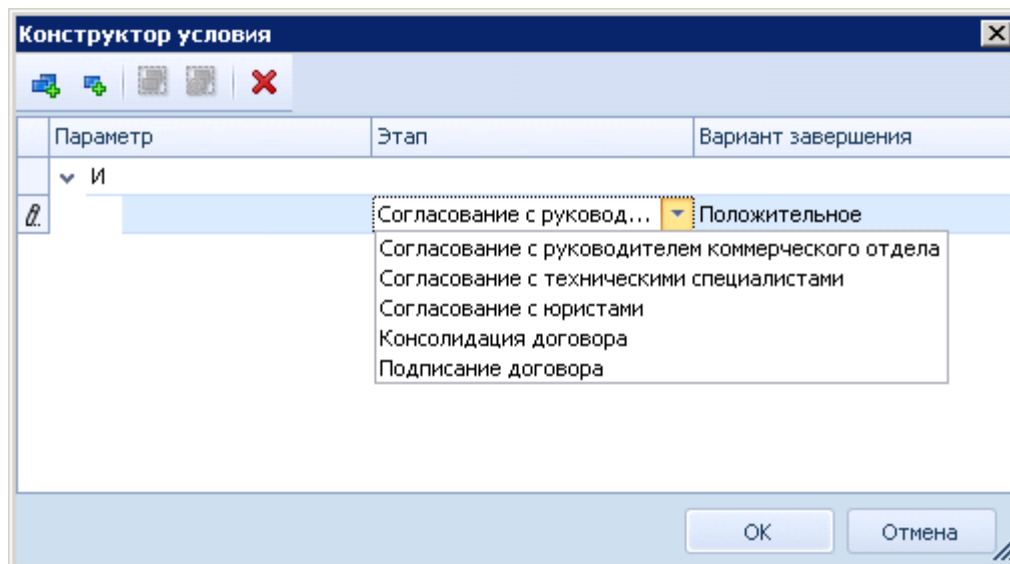 Конструктор условия
Параметр Этап Вариант завершения
И
Согласование с руковод... Положительное
Согласование с руководителем коммерческого отдела
Согласование с техническими специалистами
Согласование с юристами
Консолидация договора
Подписание договора
OK Отмена